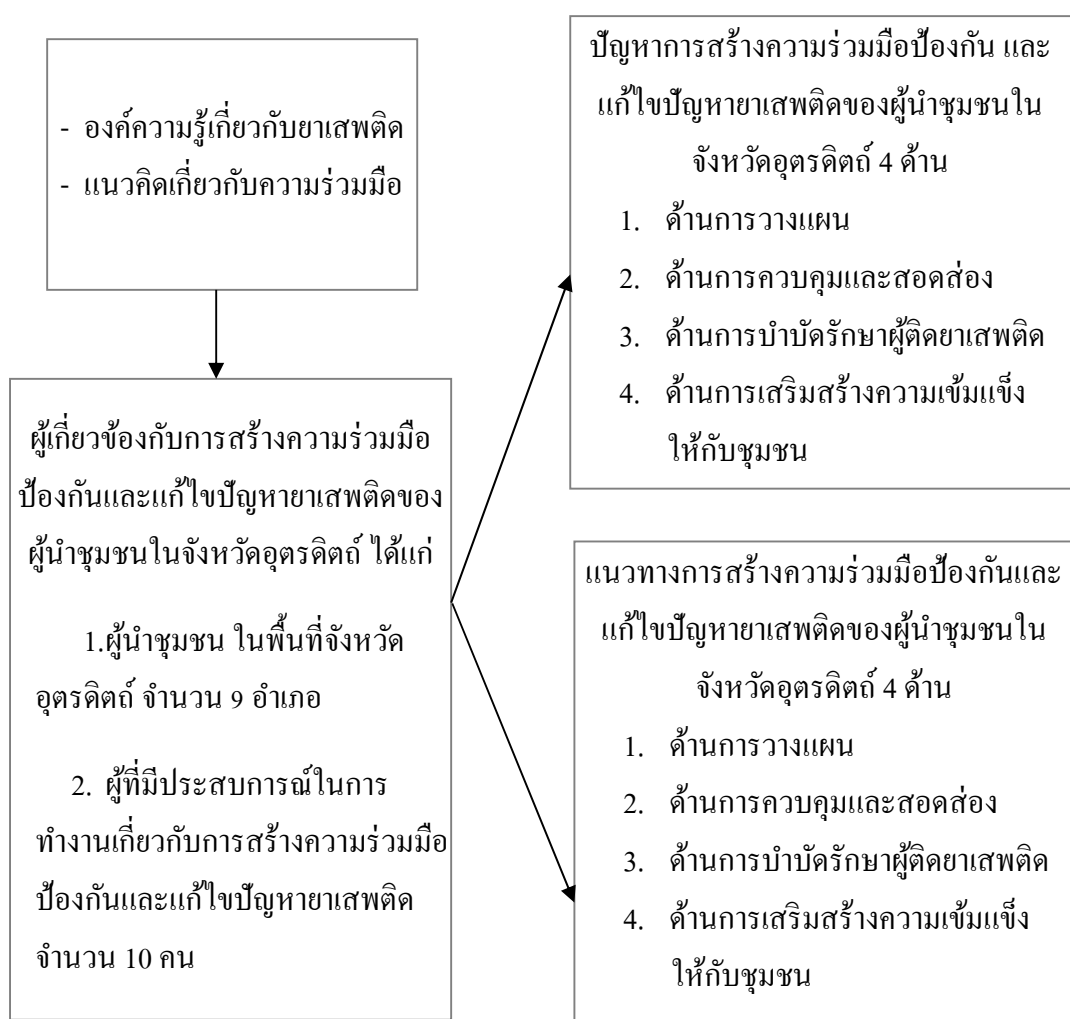 - องค์ความรู้เกี่ยวกับยาเสพติด
- แนวคิดเกี่ยวกับความร่วมมือ
ผู้เกี่ยวข้องกับการสร้างความร่วมมือ
ป้องกันและแก้ไขปัญหายาเสพติดของ
ผู้นำชุมชนในจังหวัดอุตรดิตถ์ ได้แก่
1.ผู้นำชุมชน ในพื้นที่จังหวัด
อุตรดิตถ์ จำนวน 9 อำเภอ
2. ผู้ที่มีประสบการณ์ในการ
ทำงานเกี่ยวกับการสร้างความร่วมมือ
ป้องกันและแก้ไขปัญหายาเสพติด
จำนวน 10 คน
ปัญหาการสร้างความร่วมมือป้องกัน และ
แก้ไขปัญหายาเสพติดของผู้นำชุมชนใน
จังหวัดอุตรดิตถ์ 4 ด้าน
1. ด้านการวางแผน
2. ด้านการควบคุมและสอดส่อง
3. ด้านการบำบัดรักษาผู้ติดยาเสพติด
4. ด้านการเสริมสร้างความเข้มแข็ง
ให้กับชุมชน
แนวทางการสร้างความร่วมมือป้องกันและ
แก้ไขปัญหายาเสพติดของผู้นำชุมชนใน
จังหวัดอุตรดิตถ์ 4 ด้าน
1. ด้านการวางแผน
2. ด้านการควบคุมและสอดส่อง
3. ด้านการบำบัดรักษาผู้ติดยาเสพติด
4. ด้านการเสริมสร้างความเข้มแข็ง
ให้กับชุมชน